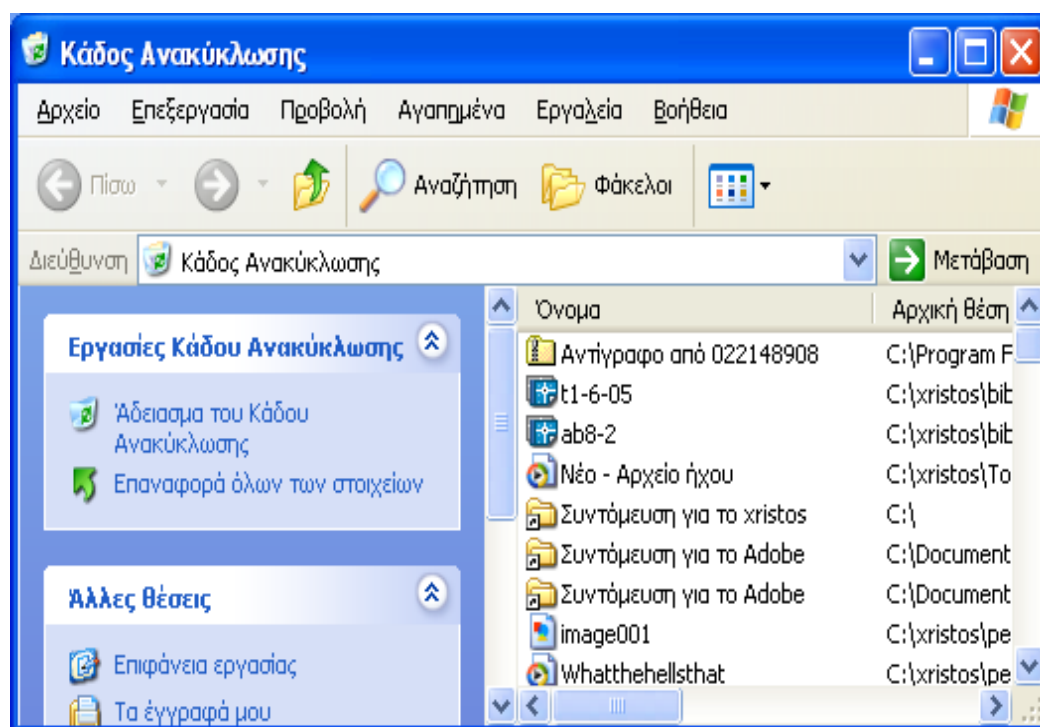 Κάδος Ανακύκλωσης
Αρχείο Επεξεργασία Προβολή Αγαπημένα Εργαλεία Βοήθεια
Πίσω Αναζήτηση Φάκελοι
Διεύθυνση Κάδος Ανακύκλωσης Μετάβαση
Εργασίες Κάδου Ανακύκλωσης
Άδειασμα του Κάδου
Ανακύκλωσης
Επαναφορά όλων των στοιχείων
Άλλες θέσεις
Επιφάνεια εργασίας
Τα έγγραφά μου
Όνομα Αρχική θέση
Αντίγραφο από 022148908 C:\Program F
t1-6-05 C:\xristos\bib
ab8-2 C:\xristos\bib
Νέο - Αρχείο ήχου C:\xristos\To
Συντόμευση για το xristos C:\
Συντόμευση για το Adobe C:\Document
Συντόμευση για το Adobe C:\Document
image001 C:\xristos\pe
Whatthehellsthat C:\xristos\pe